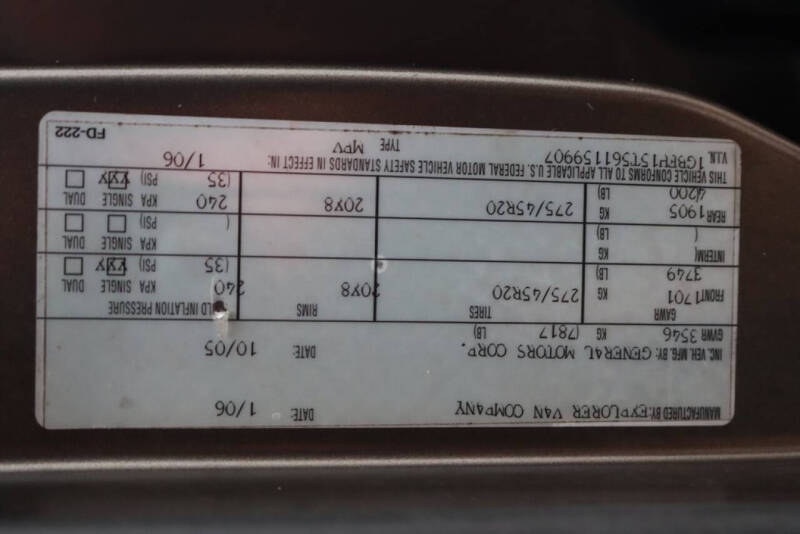 MANUFACTURED BY: EXPLORER VAN COMPANY DATE: 1/06
INC. VEH. MFG. BY: GENERAL MOTORS CORP. DATE: 10/05
GVWR 3546 KG (7817 (LB)
GAWR TIRES RIMS COLD INFLATION PRESSURE
FRONT 1701 KG 275/45R20 20X8 240 KPA SINGLE DUAL
3749 (LB) (35 (PSI) XXX
INTERM( KG KPA SINGLE DUAL
( (LB) ( (PSI)
REAR 1905 KG 275/45R20 20X8 240 KPA SINGLE DUAL
4200 (LB) (35 (PSI) XXX
THIS VEHICLE CONFORMS TO ALL APPLICABLE U.S. FEDERAL MOTOR VEHICLE SAFETY STANDARDS IN EFFECT IN: 1/06
V.I.N. 1GBFH15T561159907 TYPE MPV
FD-222